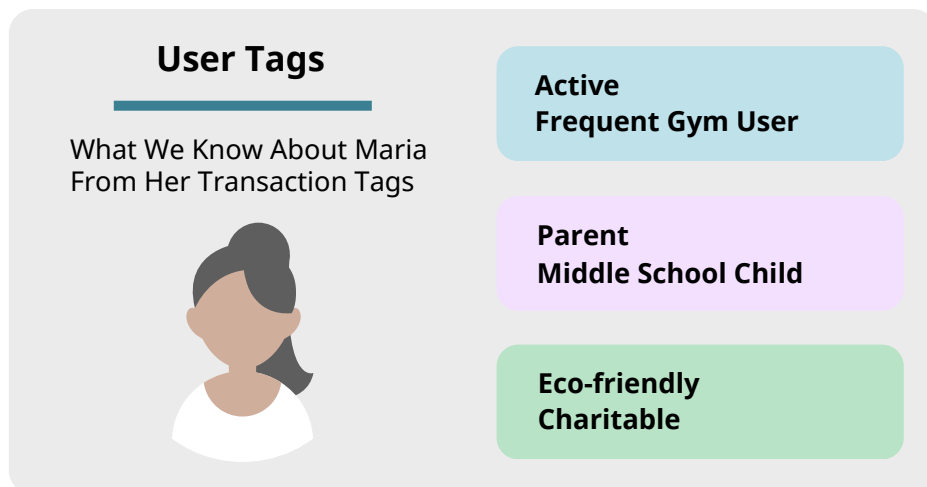 User Tags
What We Know About Maria
From Her Transaction Tags
Active
Frequent Gym User
Parent
Middle School Child
Eco-friendly
Charitable